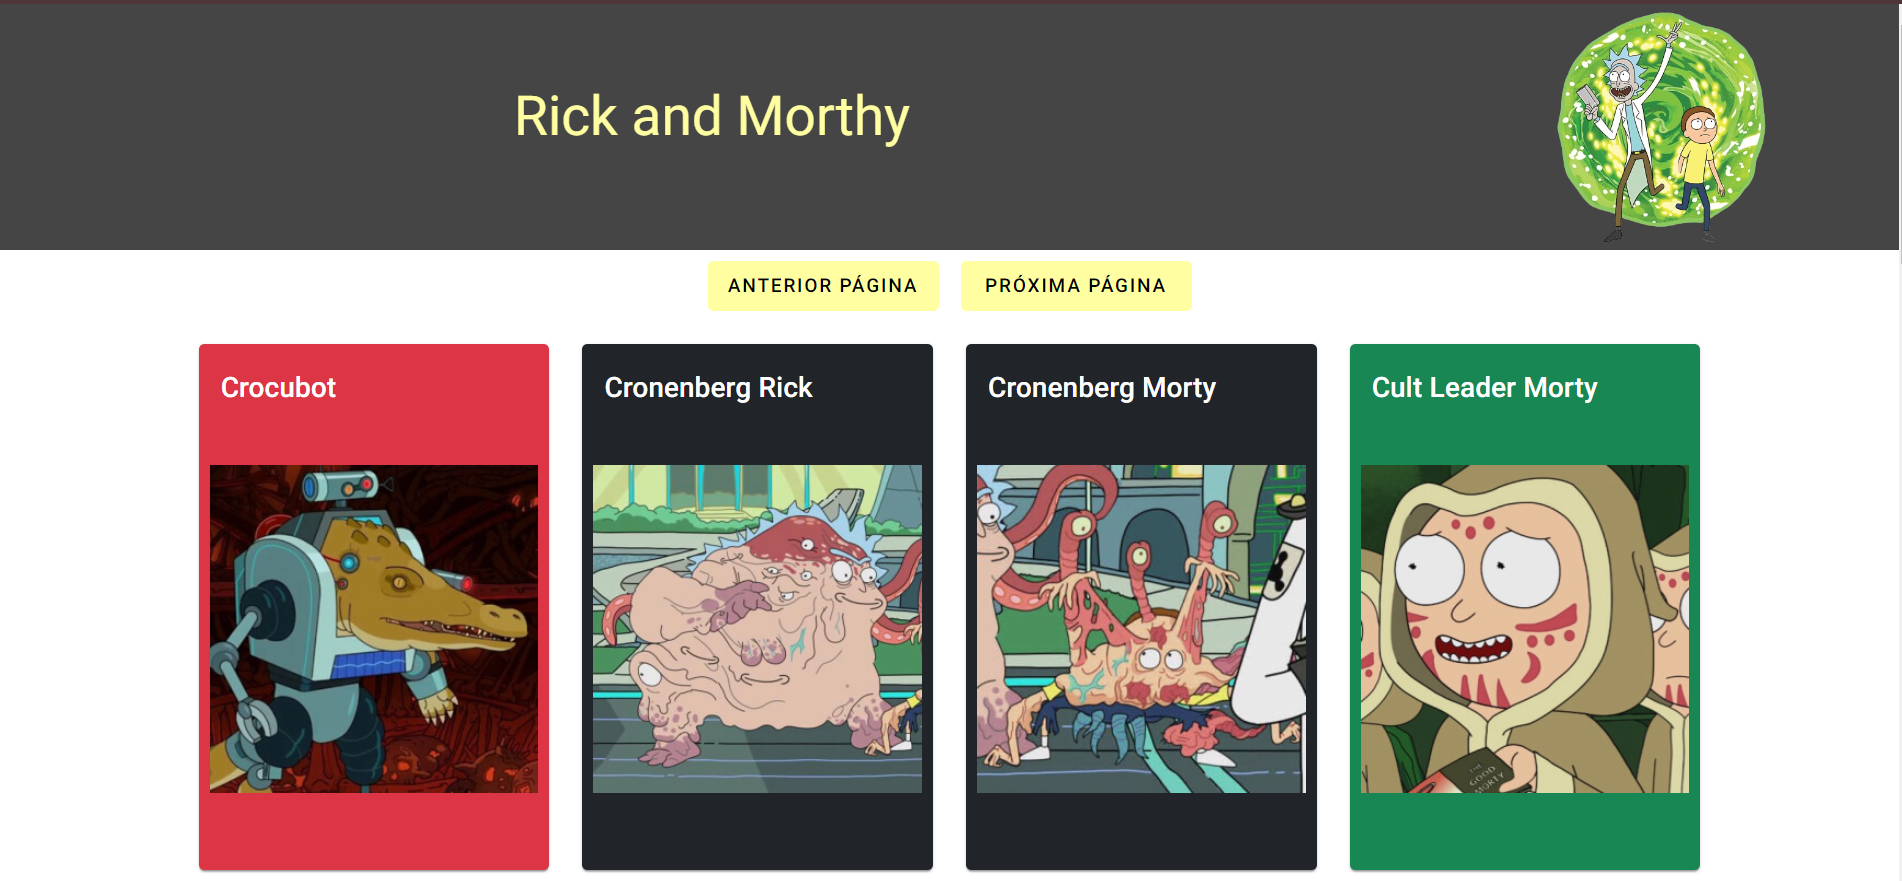 Rick and Morthy
ANTERIOR PÁGINA PRÓXIMA PÁGINA
Crocubot
Cronenberg Rick
Cronenberg Morty
Cult Leader Morty
THE
GOOD
MORTY